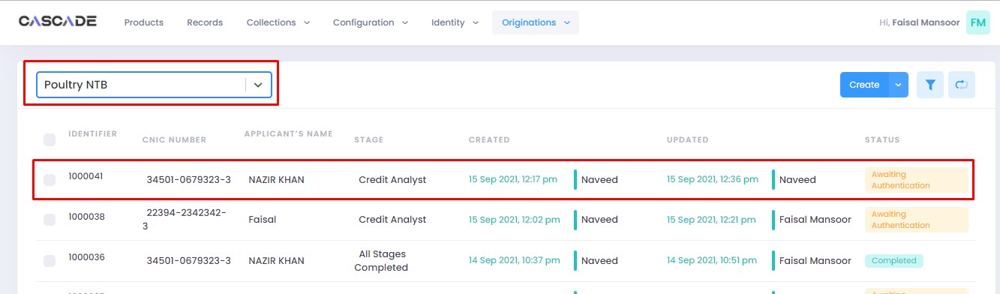 CASCADE Products Records Collections Configuration Identity Originations Hi, Faisal Mansoor FM
Poultry NTB Create
IDENTIFIER CNIC NUMBER APPLICANT'S NAME STAGE CREATED UPDATED STATUS
1000041 34501-0679323-3 NAZIR KHAN Credit Analyst 15 Sep 2021, 12:17 pm Naveed 15 Sep 2021, 12:36 pm Naveed Awaiting
Authentication
1000038 22394-2342342- Faisal Credit Analyst 15 Sep 2021, 12:02 pm Naveed 15 Sep 2021, 12:21 pm Faisal Mansoor Awaiting
3 Authentication
1000036 34501-0679323-3 NAZIR KHAN All Stages 14 Sep 2021, 10:37 pm Naveed 14 Sep 2021, 10:51 pm Faisal Mansoor Completed
Completed